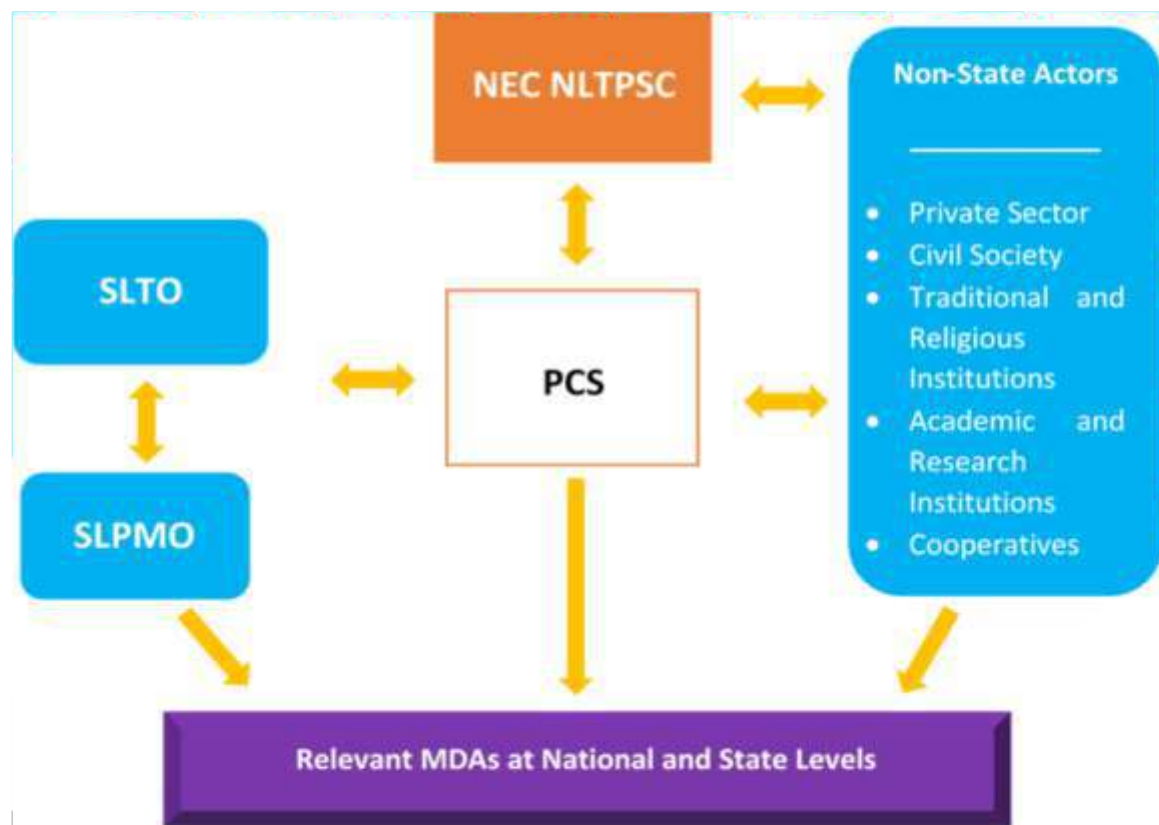 NEC NLTPSC
Non-State Actors
• Private Sector
• Civil Society
• Traditional and
Religious
Institutions
• Academic and
Research
Institutions
• Cooperatives
SLTO
PCS
SLPMO
Relevant MDAs at National and State Levels